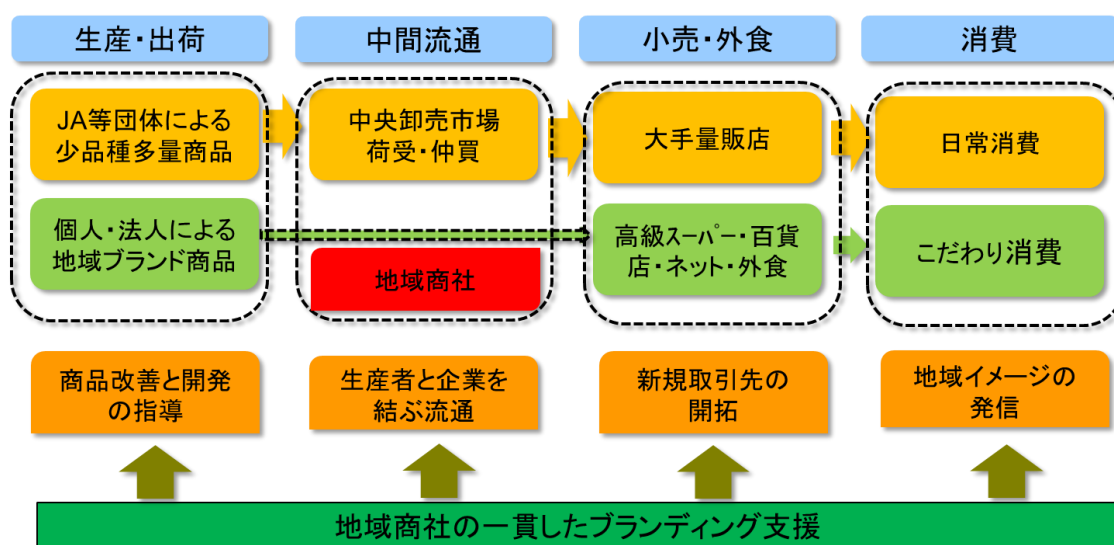 生産・出荷
中間流通
小売・外食
消費
JA等団体による
少品種多量商品
中央卸売市場
荷受・仲買
大手量販店
日常消費
個人・法人による
地域ブランド商品
地域商社
高級スーパー・百貨
店・ネット・外食
こだわり消費
商品改善と開発
の指導
生産者と企業を
結ぶ流通
新規取引先の
開拓
地域イメージの
発信
地域商社の一貫したブランディング支援